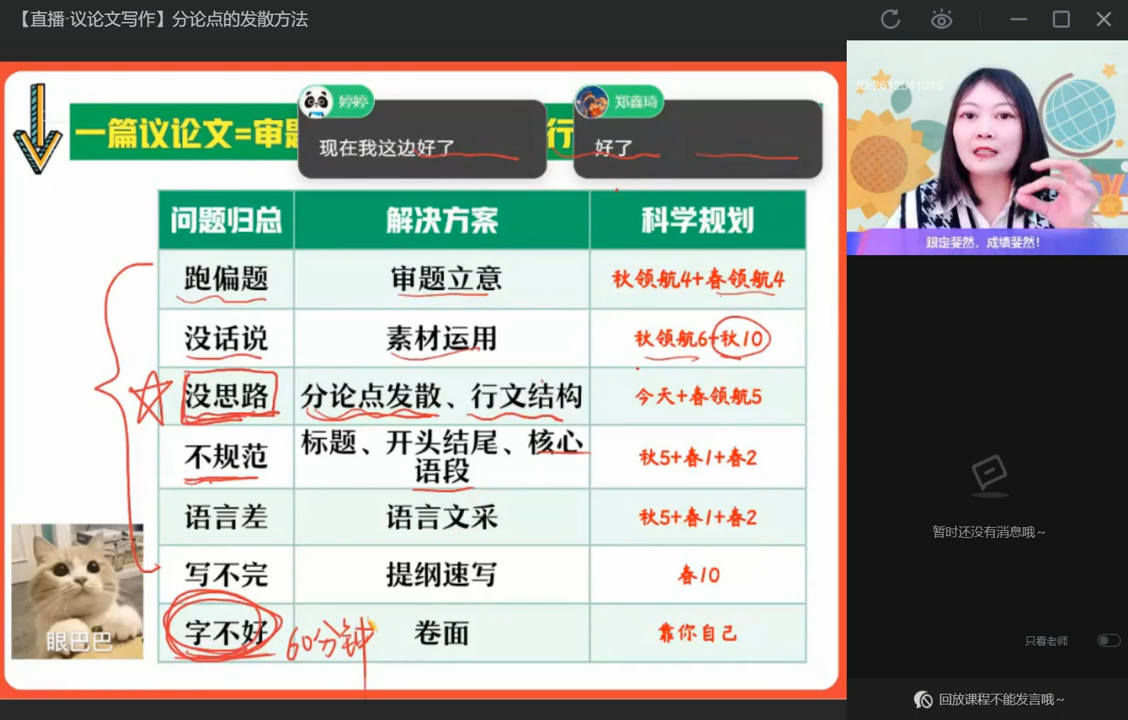 【直播·议论文写作】分论点的发散方法
一篇议论文=审题
行
婷婷
现在我这边好了
郑鑫琦
好了
问题归总 解决方案 科学规划
跑偏题 审题立意 秋领航4+春领航4
没话说 素材运用 秋领航6+秋10
没思路 分论点发散、行文结构 今天+春领航5
不规范 标题、开头结尾、核心
语段 秋5+春1+春2
语言差 语言文采 秋5+春1+春2
写不完 提纲速写 春10
字不好 卷面 靠你自己
60分钟
眼巴巴
跟定斐然，成绩斐然！
暂时还没有消息哦~
只看老师
回放课程不能发言哦~